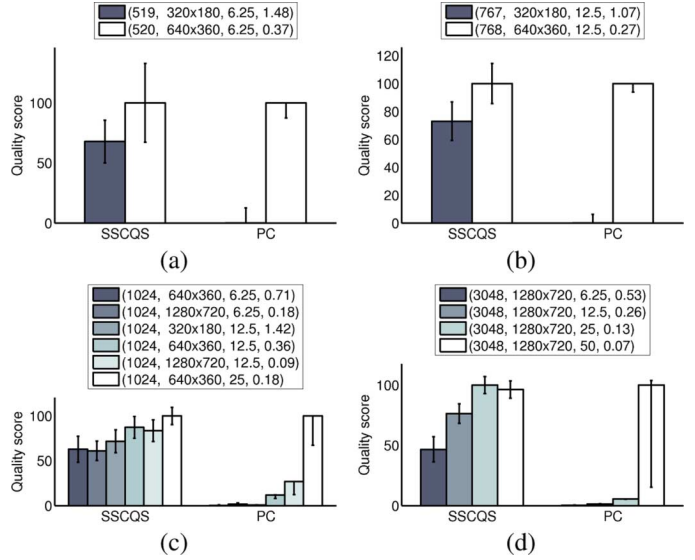 (519, 320x180, 6.25, 1.48)
(520, 640x360, 6.25, 0.37)
Quality score
100
50
0
SSCQS
PC
(a)
(767, 320x180, 12.5, 1.07)
(768, 640x360, 12.5, 0.27)
Quality score
120
100
80
60
40
20
0
SSCQS
PC
(b)
(1024, 640x360, 6.25, 0.71)
(1024, 1280x720, 6.25, 0.18)
(1024, 320x180, 12.5, 1.42)
(1024, 640x360, 12.5, 0.36)
(1024, 1280x720, 12.5, 0.09)
(1024, 640x360, 25, 0.18)
Quality score
100
50
0
SSCQS
PC
(c)
(3048, 1280x720, 6.25, 0.53)
(3048, 1280x720, 12.5, 0.26)
(3048, 1280x720, 25, 0.13)
(3048, 1280x720, 50, 0.07)
Quality score
100
50
0
SSCQS
PC
(d)